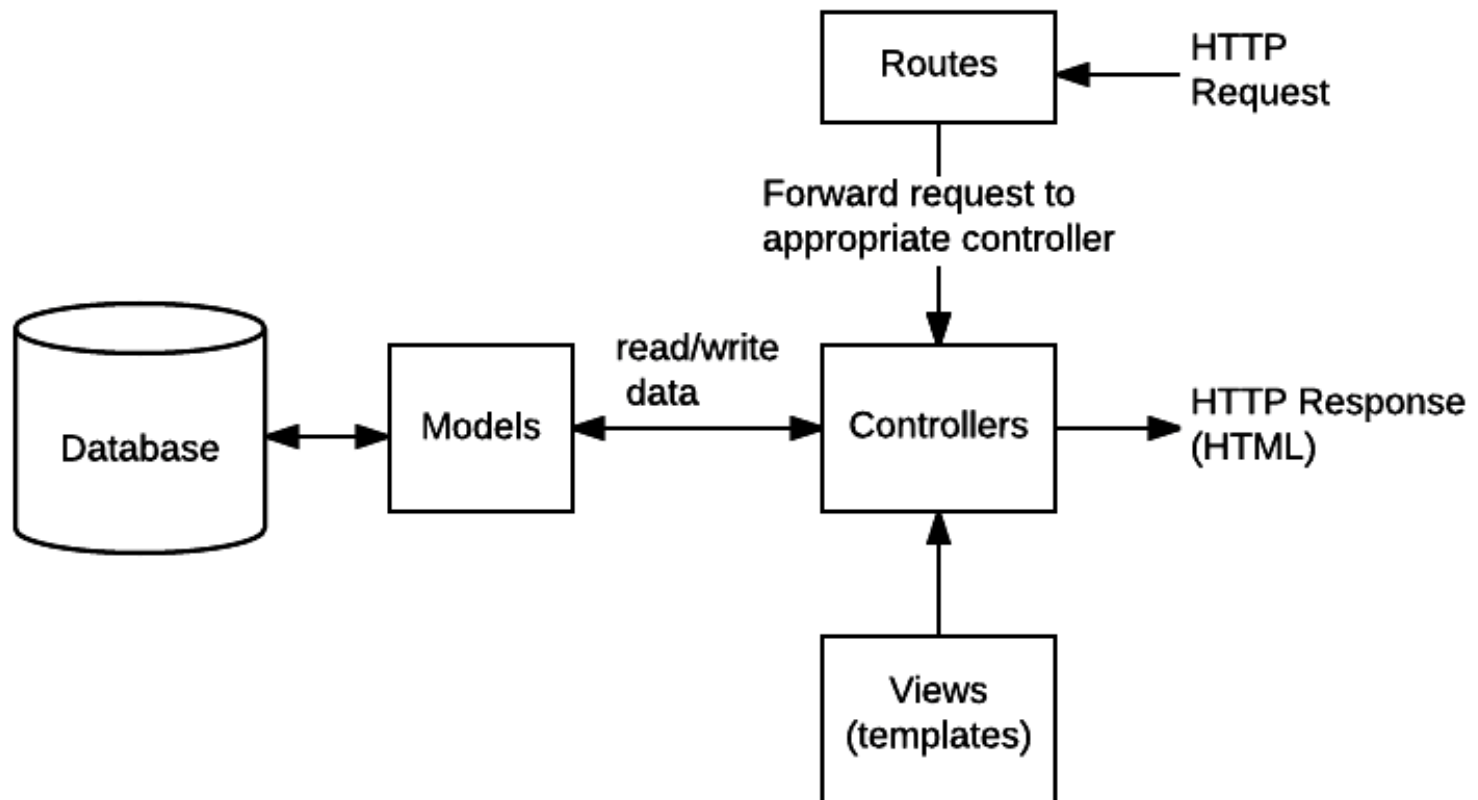 Routes
HTTP
Request
Forward request to
appropriate controller
read/write
data
Database
Models
Controllers
HTTP Response
(HTML)
Views
(templates)